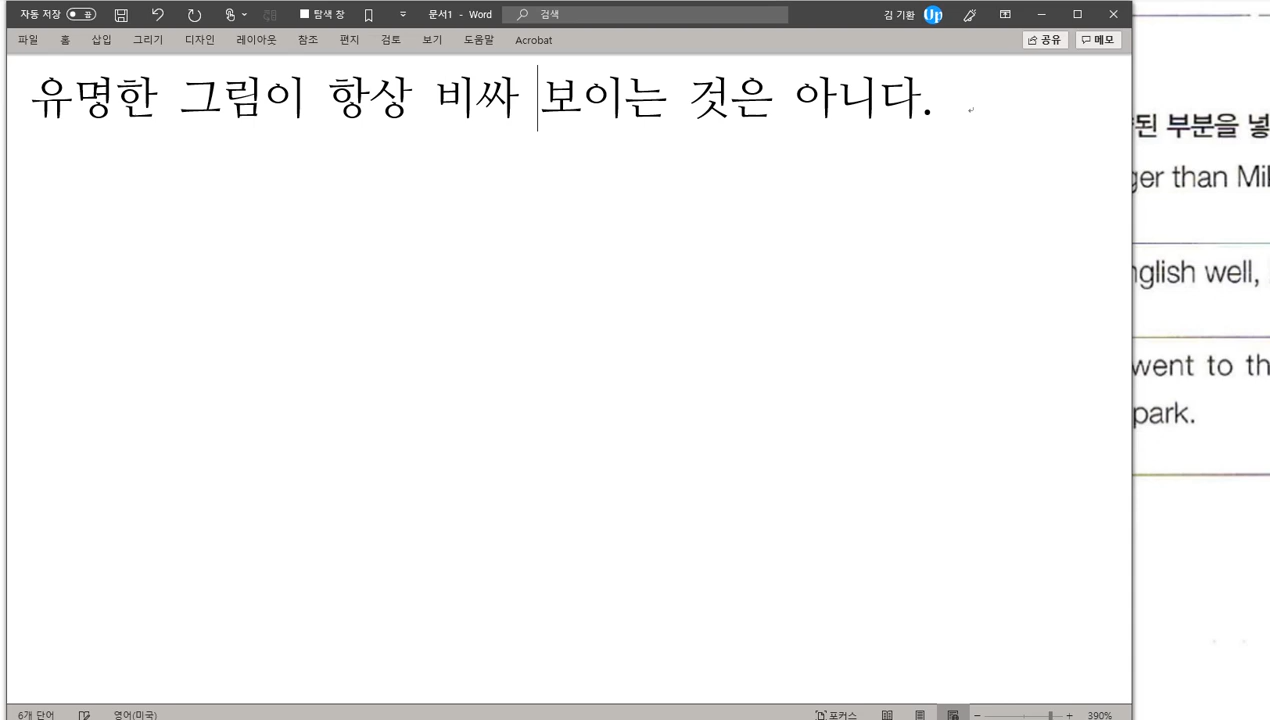 자동 저장 끔 탐색 창 문서1 - Word 검색 김 기환 Up
파일 홈 삽입 그리기 디자인 레이아웃 참조 편지 검토 보기 도움말 Acrobat 공유 메모
유명한 그림이 항상 비싸 보이는 것은 아니다.
된 부분을 넣
ger than Mil
nglish well,
went to th
park.
6개 단어 영어(미국) 포커스 - + 390%